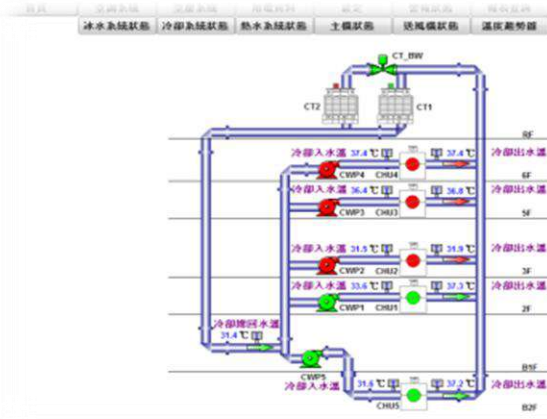 冰水系統狀態 冷卻系統狀態 熱水系統狀態 主機狀態 送風機狀態 溫度趨勢圖
CT_BW
CT2 CT1
RF
冷卻入水溫 37.4 ℃ 37.4 ℃ 冷卻出水溫
CWP4 CHU4 6F
冷卻入水溫 36.4 ℃ 36.8 ℃ 冷卻出水溫
CWP3 CHU3 5F
冷卻入水溫 31.9 ℃ 31.9 ℃ 冷卻出水溫
CWP2 CHU2 3F
冷卻入水溫 33.6 ℃ 37.3 ℃ 冷卻出水溫
CWP1 CHU1 2F
冷卻總回水溫
31.4 ℃
B1F
CWP5
冷卻入水溫 31.6 ℃ 37.2 ℃ 冷卻出水溫
CHU5 B2F